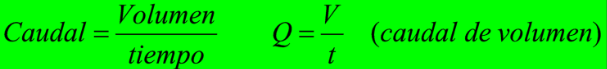 Caudal = Volumen / tiempo    Q = V / t    (caudal de volumen)